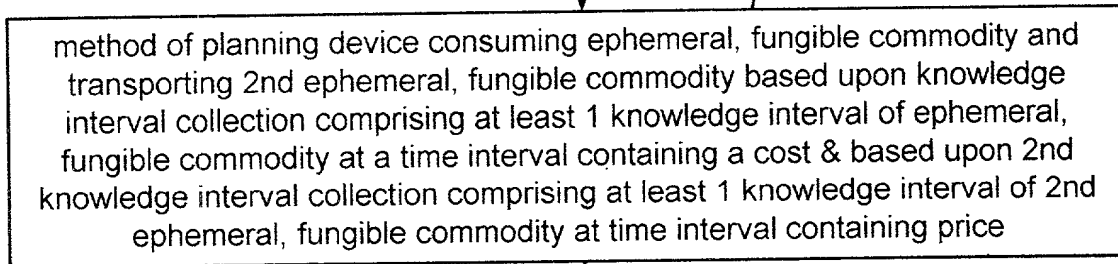 method of planning device consuming ephemeral, fungible commodity and
transporting 2nd ephemeral, fungible commodity based upon knowledge
interval collection comprising at least 1 knowledge interval of ephemeral,
fungible commodity at a time interval containing a cost & based upon 2nd
knowledge interval collection comprising at least 1 knowledge interval of 2nd
ephemeral, fungible commodity at time interval containing price